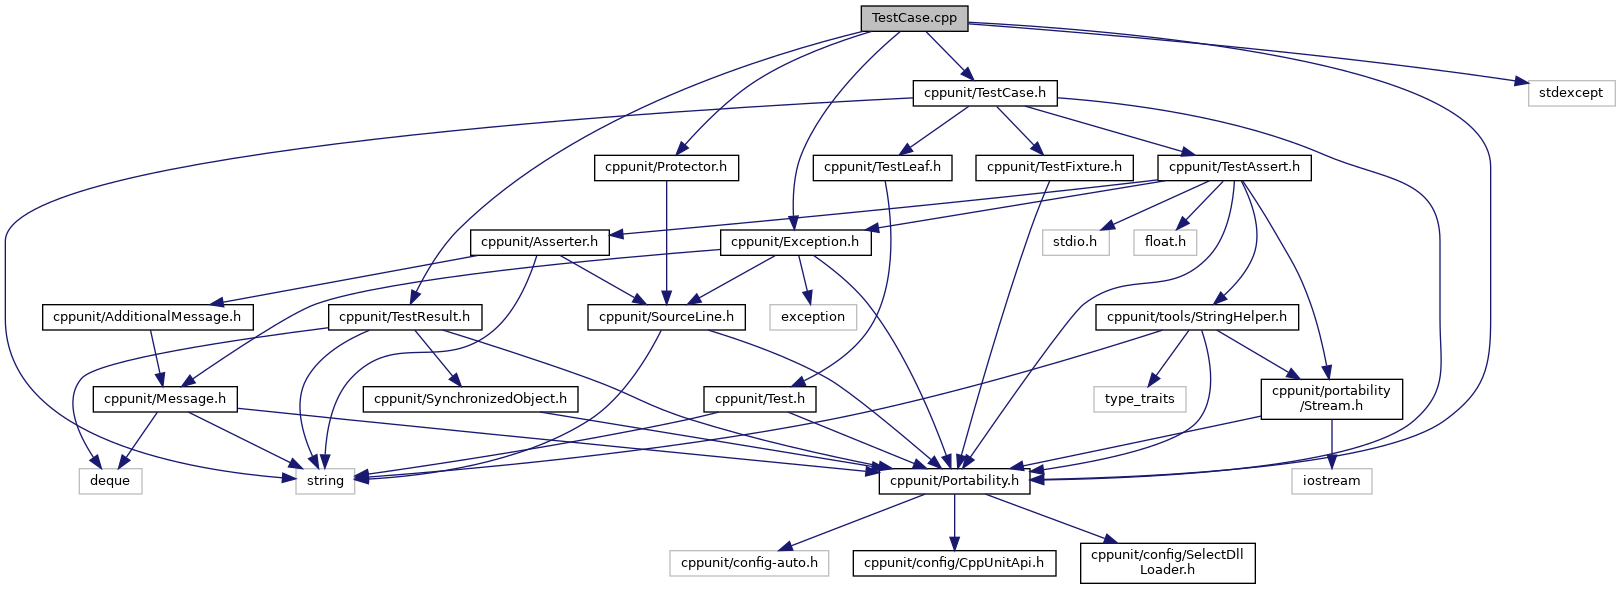 TestCase.cpp
cppunit/TestCase.h
stdexcept
cppunit/Protector.h
cppunit/TestLeaf.h
cppunit/TestFixture.h
cppunit/TestAssert.h
cppunit/Asserter.h
cppunit/Exception.h
stdio.h
float.h
cppunit/AdditionalMessage.h
cppunit/TestResult.h
cppunit/SourceLine.h
exception
cppunit/tools/StringHelper.h
cppunit/Message.h
cppunit/SynchronizedObject.h
cppunit/Test.h
type_traits
cppunit/portability
/Stream.h
deque
string
cppunit/Portability.h
iostream
cppunit/config-auto.h
cppunit/config/CppUnitApi.h
cppunit/config/SelectDll
Loader.h